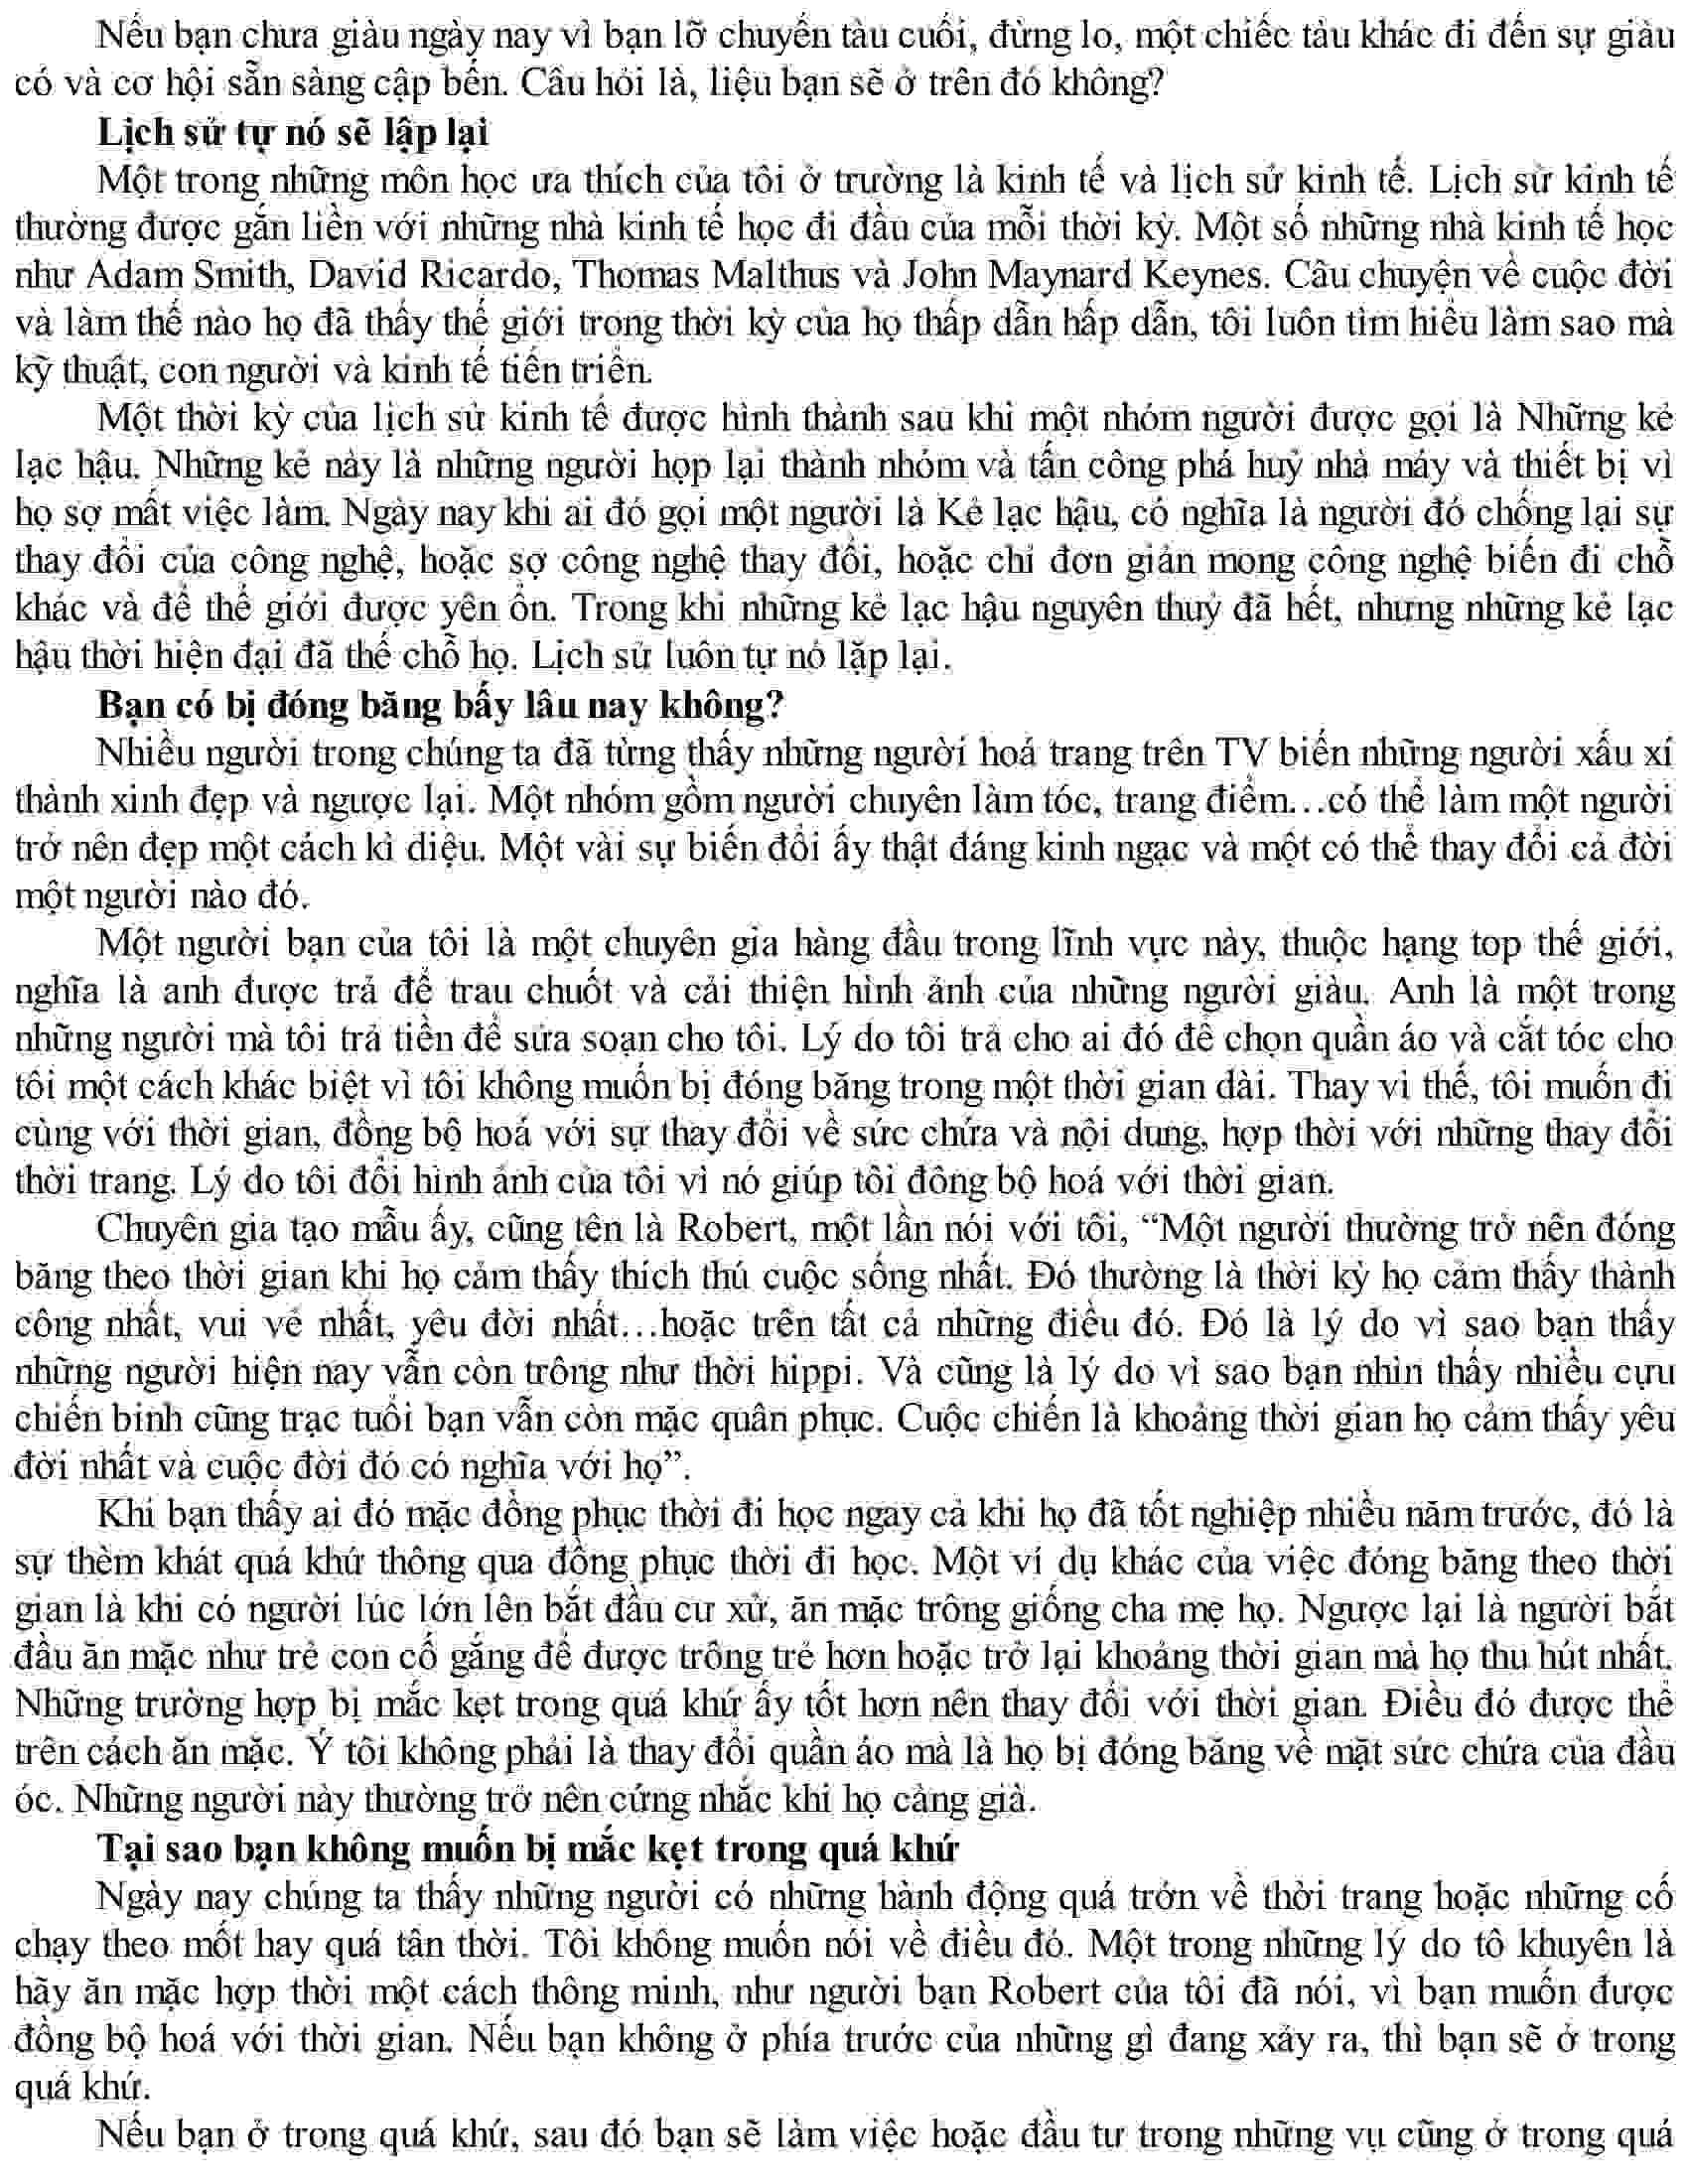 Nếu bạn chưa giàu ngày nay vì bạn lỡ chuyến tàu cuối, đừng lo, một chiếc tàu khác đi đến sự giàu
có và cơ hội sẵn sàng cập bến. Câu hỏi là, liệu bạn sẽ ở trên đó không?
Lịch sử tự nó sẽ lập lại
Một trong những môn học ưa thích của tôi ở trường là kinh tế và lịch sử kinh tế. Lịch sử kinh tế
thường được gắn liền với những nhà kinh tế học đi đầu của mỗi thời kỳ. Một số những nhà kinh tế học
như Adam Smith, David Ricardo, Thomas Malthus và John Maynard Keynes. Câu chuyện về cuộc đời
và làm thế nào họ đã thấy thế giới trong thời kỳ của họ thấp dẫn hấp dẫn, tôi luôn tìm hiểu làm sao mà
kỹ thuật, con người và kinh tế tiến triển.
Một thời kỳ của lịch sử kinh tế được hình thành sau khi một nhóm người được gọi là Những kẻ
lạc hậu. Những kẻ này là những người họp lại thành nhóm và tấn công phá huỷ nhà máy và thiết bị vì
họ sợ mất việc làm. Ngày nay khi ai đó gọi một người là Kẻ lạc hậu, có nghĩa là người đó chống lại sự
thay đổi của công nghệ, hoặc sợ công nghệ thay đổi, hoặc chỉ đơn giản mong công nghệ biến đi chỗ
khác và để thế giới được yên ổn. Trong khi những kẻ lạc hậu nguyên thuỷ đã hết, nhưng những kẻ lạc
hậu thời hiện đại đã thế chỗ họ. Lịch sử luôn tự nó lặp lại.
Bạn có bị đóng băng bấy lâu nay không?
Nhiều người trong chúng ta đã từng thấy những người hoá trang trên TV biến những người xấu xí
thành xinh đẹp và ngược lại. Một nhóm gồm người chuyên làm tóc, trang điểm...có thể làm một người
trở nên đẹp một cách kì diệu. Một vài sự biến đổi ấy thật đáng kinh ngạc và một có thể thay đổi cả đời
một người nào đó.
Một người bạn của tôi là một chuyên gia hàng đầu trong lĩnh vực này, thuộc hạng top thế giới,
nghĩa là anh được trả để trau chuốt và cải thiện hình ảnh của những người giàu. Anh là một trong
những người mà tôi trả tiền để sửa soạn cho tôi. Lý do tôi trả cho ai đó để chọn quần áo và cắt tóc cho
tôi một cách khác biệt vì tôi không muốn bị đóng băng trong một thời gian dài. Thay vì thế, tôi muốn đi
cùng với thời gian, đồng bộ hoá với sự thay đổi về sức chứa và nội dung, hợp thời với những thay đổi
thời trang. Lý do tôi đổi hình ảnh của tôi vì nó giúp tôi đông bộ hoá với thời gian.
Chuyên gia tạo mẫu ấy, cũng tên là Robert, một lần nói với tôi, “Một người thường trở nên đóng
băng theo thời gian khi họ cảm thấy thích thú cuộc sống nhất. Đó thường là thời kỳ họ cảm thấy thành
công nhất, vui vẻ nhất, yêu đời nhất...hoặc trên tất cả những điều đó. Đó là lý do vì sao bạn thấy
những người hiện nay vẫn còn trông như thời hippi. Và cũng là lý do vì sao bạn nhìn thấy nhiều cựu
chiến binh cũng trạc tuổi bạn vẫn còn mặc quân phục. Cuộc chiến là khoảng thời gian họ cảm thấy yêu
đời nhất và cuộc đời đó có nghĩa với họ”.
Khi bạn thấy ai đó mặc đồng phục thời đi học ngay cả khi họ đã tốt nghiệp nhiều năm trước, đó là
sự thèm khát quá khứ thông qua đồng phục thời đi học. Một ví dụ khác của việc đóng băng theo thời
gian là khi có người lúc lớn lên bắt đầu cư xử, ăn mặc trông giống cha mẹ họ. Ngược lại là người bắt
đầu ăn mặc như trẻ con cố gắng để được trông trẻ hơn hoặc trở lại khoảng thời gian mà họ thu hút nhất.
Những trường hợp bị mắc kẹt trong quá khứ ấy tốt hơn nên thay đổi với thời gian. Điều đó được thể
trên cách ăn mặc. Ý tôi không phải là thay đổi quần áo mà là họ bị đóng băng về mặt sức chứa của đầu
óc. Những người này thường trở nên cứng nhắc khi họ càng già.
Tại sao bạn không muốn bị mắc kẹt trong quá khứ
Ngày nay chúng ta thấy những người có những hành động quá trớn về thời trang hoặc những cố
chạy theo mốt hay quá tân thời. Tôi không muốn nói về điều đó. Một trong những lý do tô khuyên là
hãy ăn mặc hợp thời một cách thông minh, như người bạn Robert của tôi đã nói, vì bạn muốn được
đồng bộ hoá với thời gian. Nếu bạn không ở phía trước của những gì đang xảy ra, thì bạn sẽ ở trong
quá khứ.
Nếu bạn ở trong quá khứ, sau đó bạn sẽ làm việc hoặc đầu tư trong những vụ cũng ở trong quá